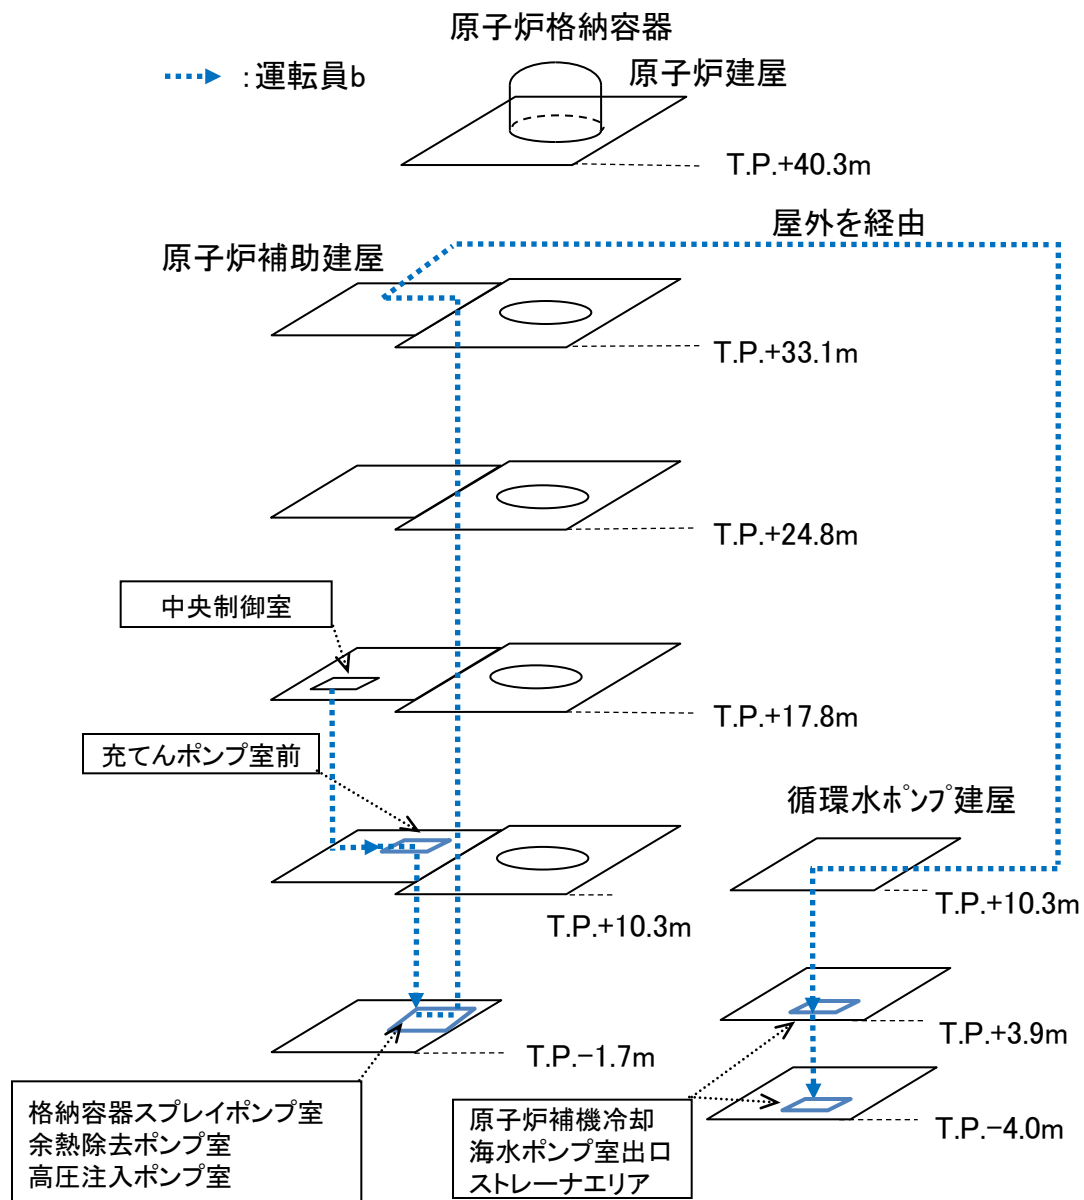 原子炉格納容器
:運転員b
原子炉建屋
T.P.+40.3m
屋外を経由
原子炉補助建屋
T.P.+33.1m
T.P.+24.8m
中央制御室
T.P.+17.8m
充てんポンプ室前
循環水ﾎﾟﾝﾌﾟ建屋
T.P.+10.3m
T.P.+10.3m
T.P.+3.9m
T.P.−1.7m
T.P.−4.0m
格納容器スプレイポンプ室
余熱除去ポンプ室
高圧注入ポンプ室
原子炉補機冷却
海水ポンプ室出口
ストレーナエリア